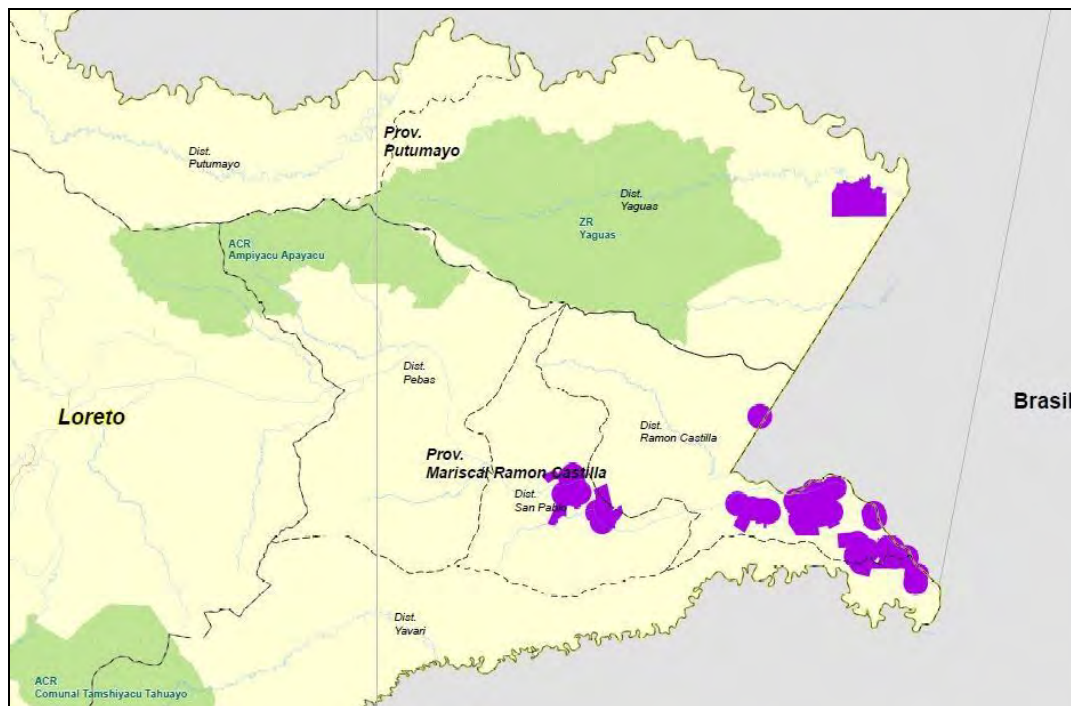 Prov.
Putumayo
Dist.
Putumayo
Dist.
Yaguas
ZR
Yaguas
ACR
Ampiyacu Apayacu
Dist.
Pebas
Loreto
Brasil
Dist.
Ramon Castilla
Prov.
Mariscal Ramon Castilla
Dist.
San Pablo
Dist.
Yavari
ACR
Comunal Tamshiyacu Tahuayo